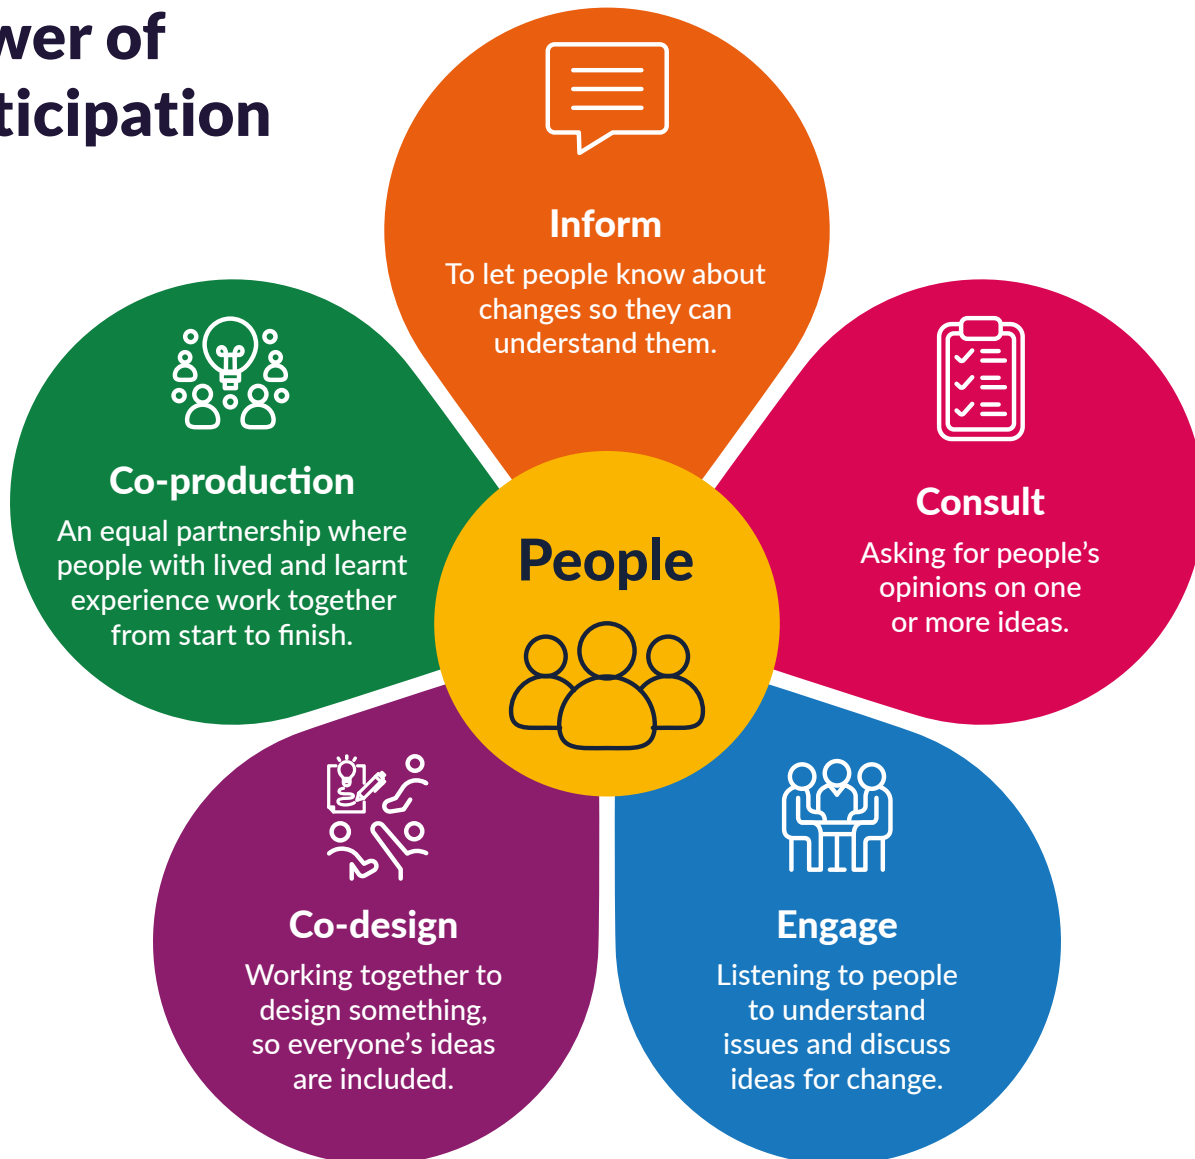 wer of
ticipation
Inform
To let people know about
changes so they can
understand them.
Consult
Asking for people’s
opinions on one
or more ideas.
Engage
Listening to people
to understand
issues and discuss
ideas for change.
Co-design
Working together to
design something,
so everyone’s ideas
are included.
Co-production
An equal partnership where
people with lived and learnt
experience work together
from start to finish.
People